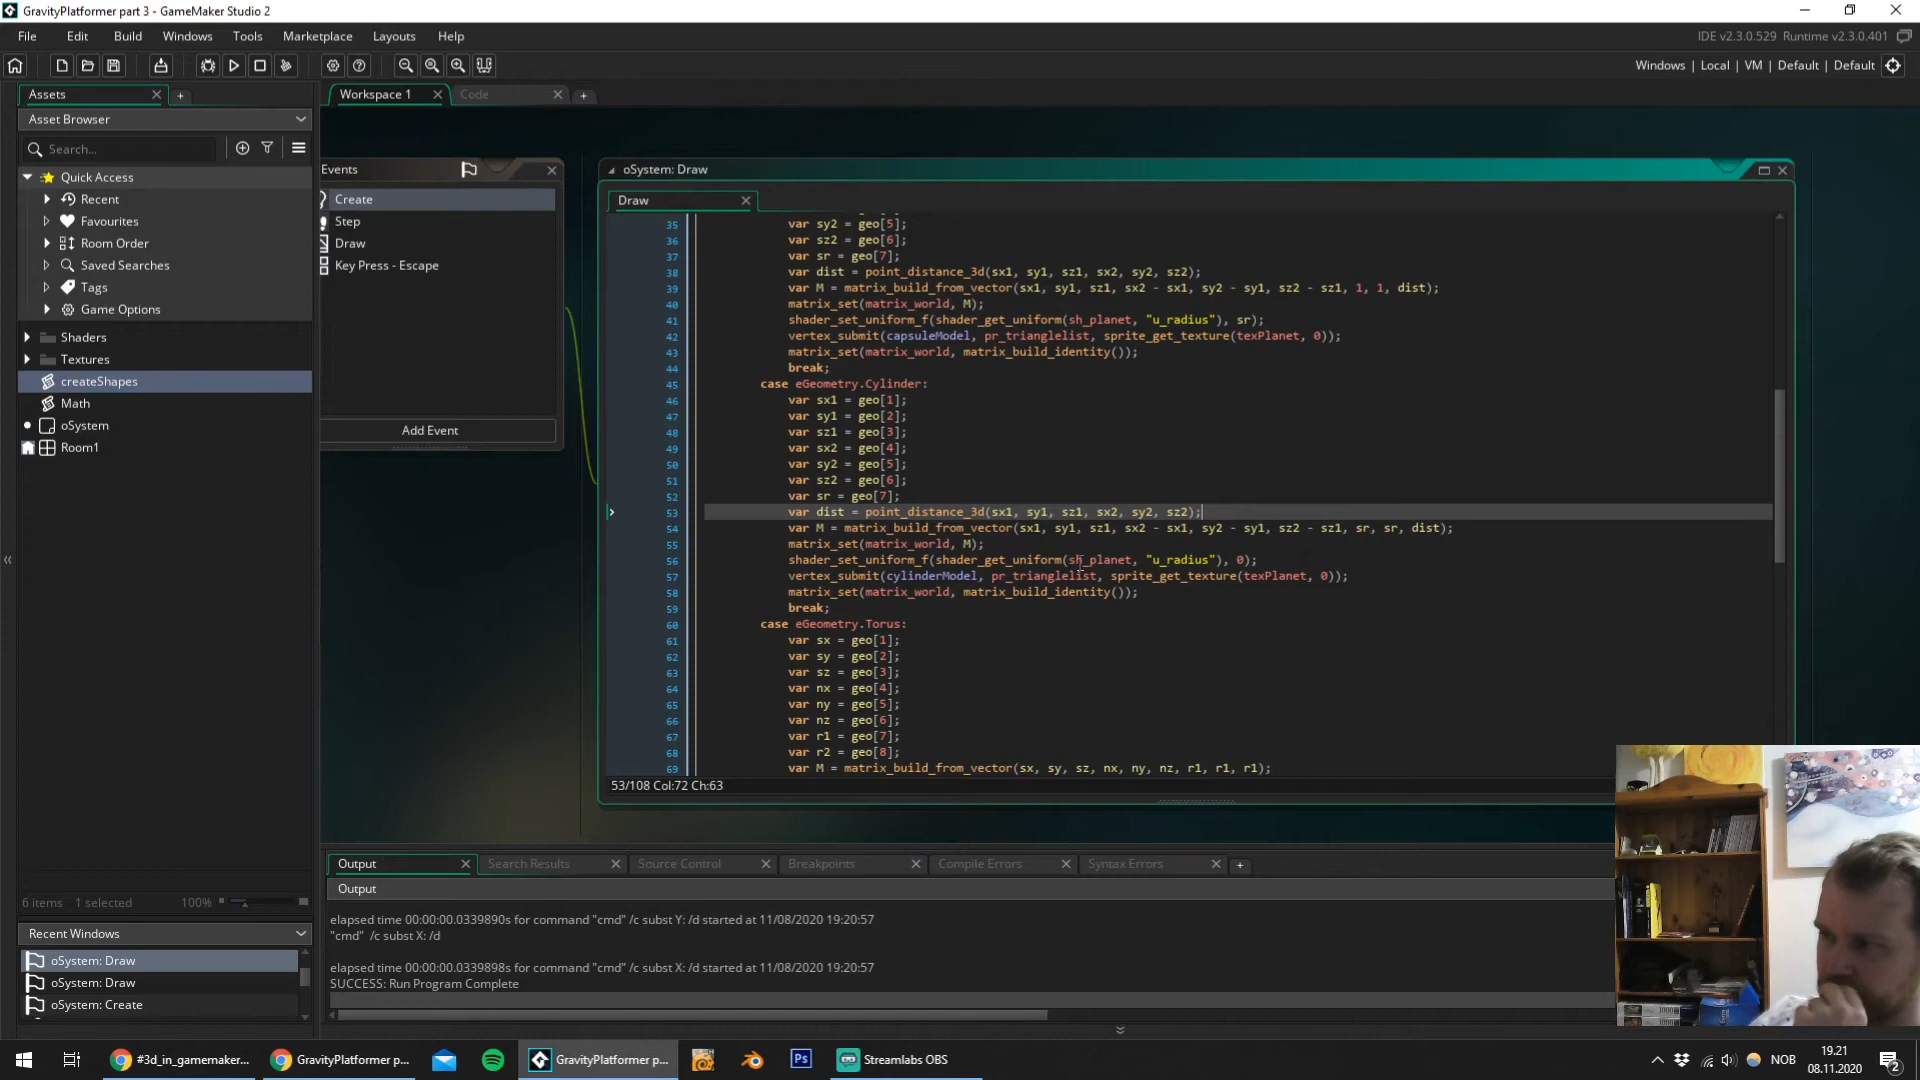 GravityPlatformer part 3 - GameMaker Studio 2
File Edit Build Windows Tools Marketplace Layouts Help
IDE v2.3.0.529 Runtime v2.3.0.401
Windows | Local | VM | Default | Default
Assets
Workspace 1
Code
Asset Browser
Search...
Quick Access
Recent
Favourites
Room Order
Saved Searches
Tags
Game Options
Shaders
Textures
createShapes
Math
oSystem
Room1
6 items 1 selected 100%
Recent Windows
oSystem: Draw
oSystem: Draw
oSystem: Create
Events
Create
Step
Draw
Key Press - Escape
Add Event
oSystem: Draw
Draw
35 var sy2 = geo[5];
36 var sz2 = geo[6];
37 var sr = geo[7];
38 var dist = point_distance_3d(sx1, sy1, sz1, sx2, sy2, sz2);
39 var M = matrix_build_from_vector(sx1, sy1, sz1, sx2 - sx1, sy2 - sy1, sz2 - sz1, 1, 1, dist);
40 matrix_set(matrix_world, M);
41 shader_set_uniform_f(shader_get_uniform(sh_planet, "u_radius"), sr);
42 vertex_submit(capsuleModel, pr_trianglelist, sprite_get_texture(texPlanet, 0));
43 matrix_set(matrix_world, matrix_build_identity());
44 break;
45 case eGeometry.Cylinder:
46 var sx1 = geo[1];
47 var sy1 = geo[2];
48 var sz1 = geo[3];
49 var sx2 = geo[4];
50 var sy2 = geo[5];
51 var sz2 = geo[6];
52 var sr = geo[7];
53 var dist = point_distance_3d(sx1, sy1, sz1, sx2, sy2, sz2);
54 var M = matrix_build_from_vector(sx1, sy1, sz1, sx2 - sx1, sy2 - sy1, sz2 - sz1, sr, sr, dist);
55 matrix_set(matrix_world, M);
56 shader_set_uniform_f(shader_get_uniform(sh_planet, "u_radius"), 0);
57 vertex_submit(cylinderModel, pr_trianglelist, sprite_get_texture(texPlanet, 0));
58 matrix_set(matrix_world, matrix_build_identity());
59 break;
60 case eGeometry.Torus:
61 var sx = geo[1];
62 var sy = geo[2];
63 var sz = geo[3];
64 var nx = geo[4];
65 var ny = geo[5];
66 var nz = geo[6];
67 var r1 = geo[7];
68 var r2 = geo[8];
69 var M = matrix_build_from_vector(sx, sy, sz, nx, ny, nz, r1, r1, r1);
53/108 Col:72 Ch:63
Output Search Results Source Control Breakpoints Compile Errors Syntax Errors
Output
elapsed time 00:00:00.0339890s for command "cmd" /c subst Y: /d started at 11/08/2020 19:20:57
"cmd" /c subst X: /d
elapsed time 00:00:00.0339898s for command "cmd" /c subst X: /d started at 11/08/2020 19:20:57
SUCCESS: Run Program Complete
#3d_in_gamemaker...
GravityPlatformer p...
GravityPlatformer p...
Ps
Streamlabs OBS
NOB
19.21
08.11.2020
2